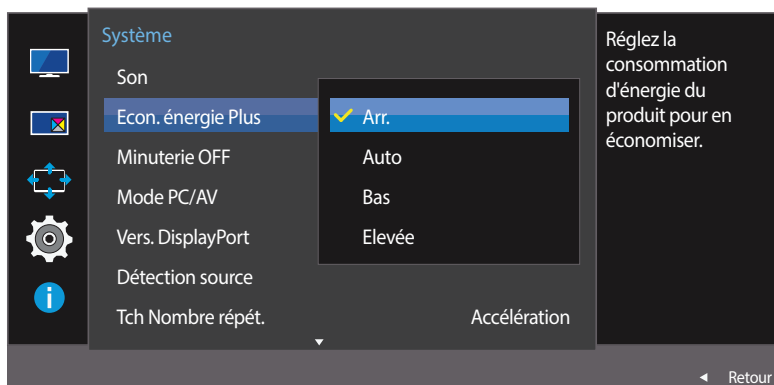 Système
Son
Econ. énergie Plus
Arr.
Minuterie OFF
Auto
Mode PC/AV
Bas
Vers. DisplayPort
Elevée
Détection source
Tch Nombre répét.
Accélération
Réglez la
consommation
d'énergie du
produit pour en
économiser.
Retour